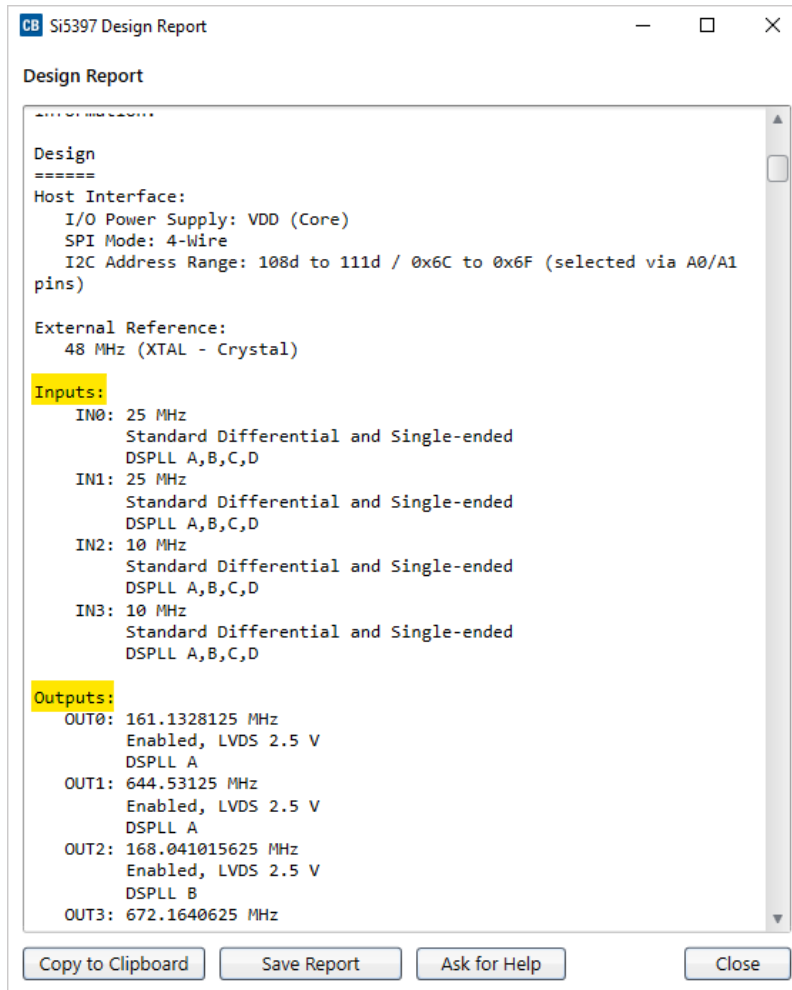 CB Si5397 Design Report
Design Report
Information:
Design
======
Host Interface:
I/O Power Supply: VDD (Core)
SPI Mode: 4-Wire
I2C Address Range: 108d to 111d / 0x6C to 0x6F (selected via A0/A1
pins)
External Reference:
48 MHz (XTAL - Crystal)
Inputs:
IN0: 25 MHz
Standard Differential and Single-ended
DSPLL A,B,C,D
IN1: 25 MHz
Standard Differential and Single-ended
DSPLL A,B,C,D
IN2: 10 MHz
Standard Differential and Single-ended
DSPLL A,B,C,D
IN3: 10 MHz
Standard Differential and Single-ended
DSPLL A,B,C,D
Outputs:
OUT0: 161.1328125 MHz
Enabled, LVDS 2.5 V
DSPLL A
OUT1: 644.53125 MHz
Enabled, LVDS 2.5 V
DSPLL A
OUT2: 168.041015625 MHz
Enabled, LVDS 2.5 V
DSPLL B
OUT3: 672.1640625 MHz
Copy to Clipboard Save Report Ask for Help Close